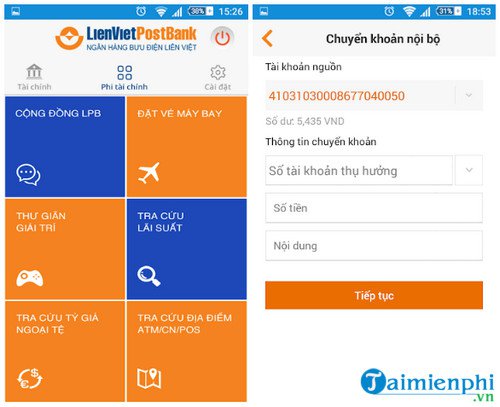 38% 15:26
LienVietPostBank
NGÂN HÀNG BƯU ĐIỆN LIÊN VIỆT
Tài chính
Phi tài chính
Cài đặt
CỘNG ĐỒNG LPB
ĐẶT VÉ MÁY BAY
THƯ GIÃN
GIẢI TRÍ
TRA CỨU
LÃI SUẤT
TRA CỨU TỶ GIÁ
NGOẠI TỆ
TRA CỨU ĐỊA ĐIỂM
ATM/CN/POS
31% 18:53
Chuyển khoản nội bộ
Tài khoản nguồn
41031030008677040050
Số dư: 5,435 VND
Thông tin chuyển khoản
Số tài khoản thụ hưởng
Số tiền
Nội dung
Tiếp tục
Taimienphi
.vn